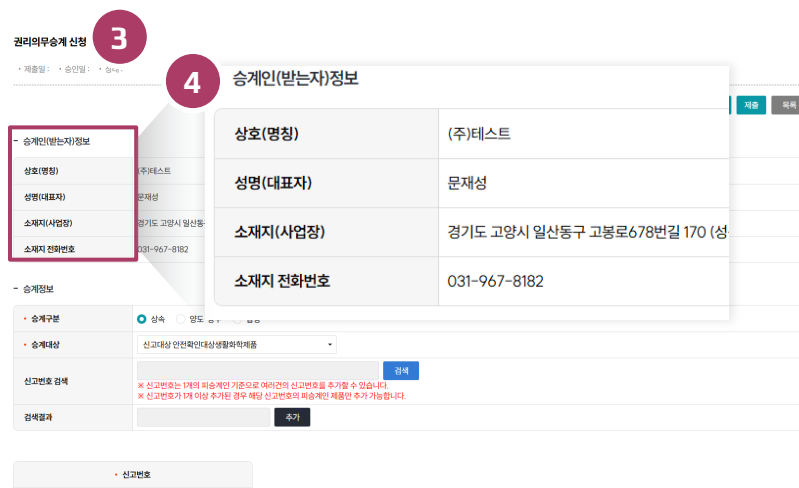 권리의무승계 신청
3
• 제출일 : • 승인일 : • 상태 :
4
승계인(받는자)정보
상호(명칭) (주)테스트
성명(대표자) 문재성
소재지(사업장) 경기도 고양시 일산동구 고봉로678번길 170 (성
소재지 전화번호 031-967-8182
제출 목록
− 승계인(받는자)정보
상호(명칭) (주)테스트
성명(대표자) 문재성
소재지(사업장) 경기도 고양시 일산동
소재지 전화번호 031-967-8182
− 승계정보
• 승계구분 상속 양도·양수 합병
• 승계대상 신고대상 안전확인대상생활화학제품
신고번호 검색 검색
※ 신고번호는 1개의 피승계인 기준으로 여러건의 신고번호를 추가할 수 있습니다.
※ 신고번호가 1개 이상 추가된 경우 해당 신고번호의 피승계인 제품만 추가 가능합니다.
검색결과 추가
• 신고번호